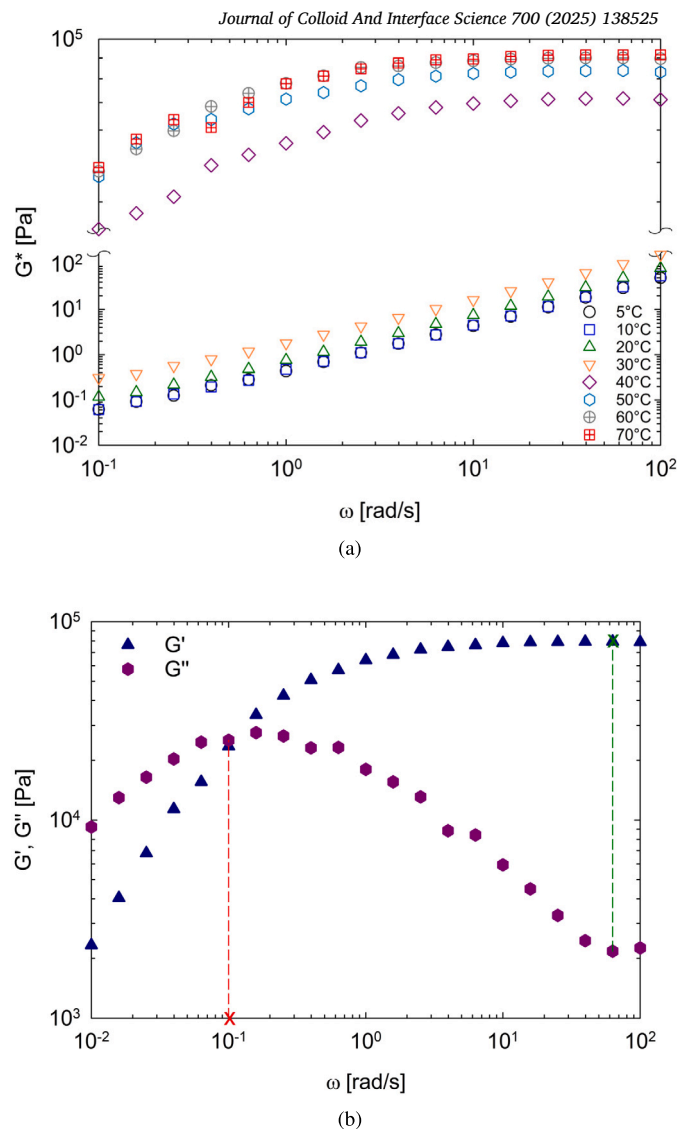 Journal of Colloid And Interface Science 700 (2025) 138525
10^5
G* [Pa]
10^2
10^1
10^0
10^-1
10^-2
5°C
10°C
20°C
30°C
40°C
50°C
60°C
70°C
10^-1 10^0 10^1 10^2
ω [rad/s]
(a)
10^5
G'
G''
G', G'' [Pa]
10^4
10^3
10^-2 10^-1 10^0 10^1 10^2
ω [rad/s]
(b)